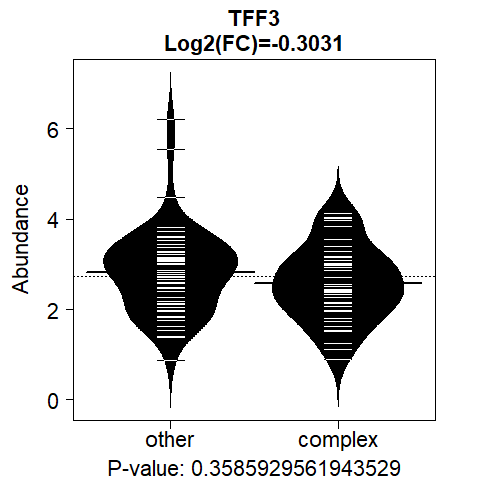 TFF3
Log2(FC)=-0.3031
Abundance
6
4
2
0
other
complex
P-value: 0.3585929561943529